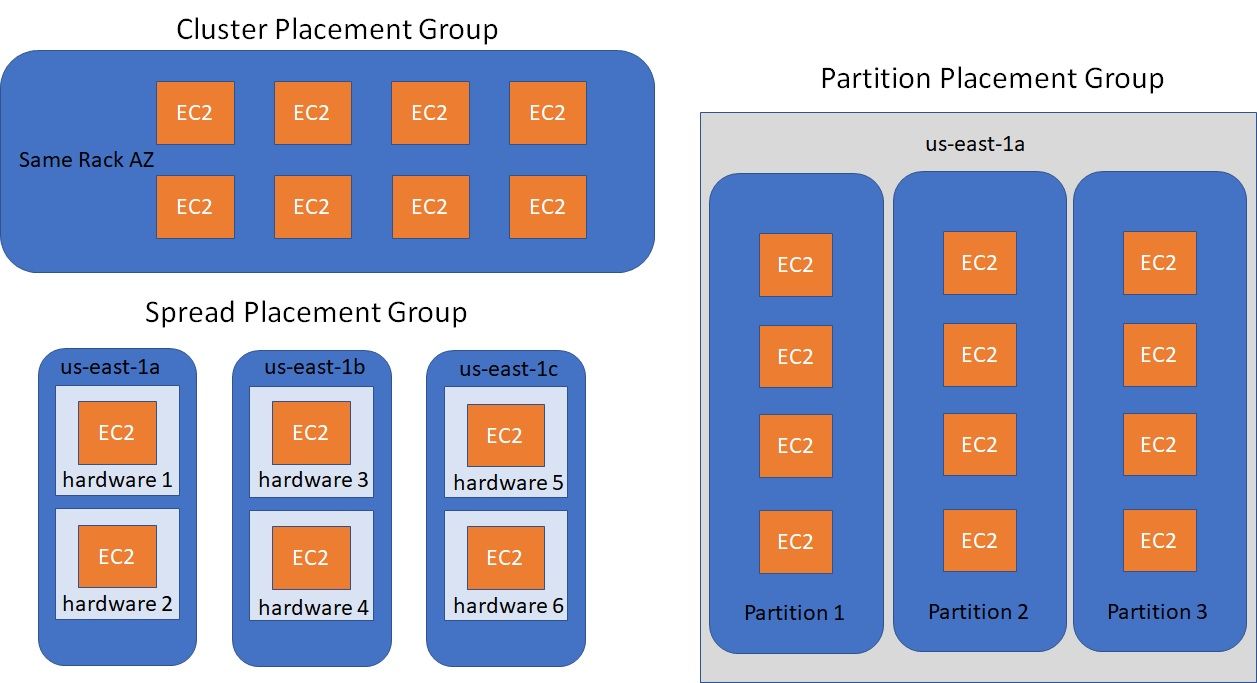 Cluster Placement Group
Same Rack AZ
EC2 EC2 EC2 EC2
EC2 EC2 EC2 EC2
Spread Placement Group
us-east-1a
EC2
hardware 1
EC2
hardware 2
us-east-1b
EC2
hardware 3
EC2
hardware 4
us-east-1c
EC2
hardware 5
EC2
hardware 6
Partition Placement Group
us-east-1a
EC2
EC2
EC2
EC2
Partition 1
EC2
EC2
EC2
EC2
Partition 2
EC2
EC2
EC2
EC2
Partition 3